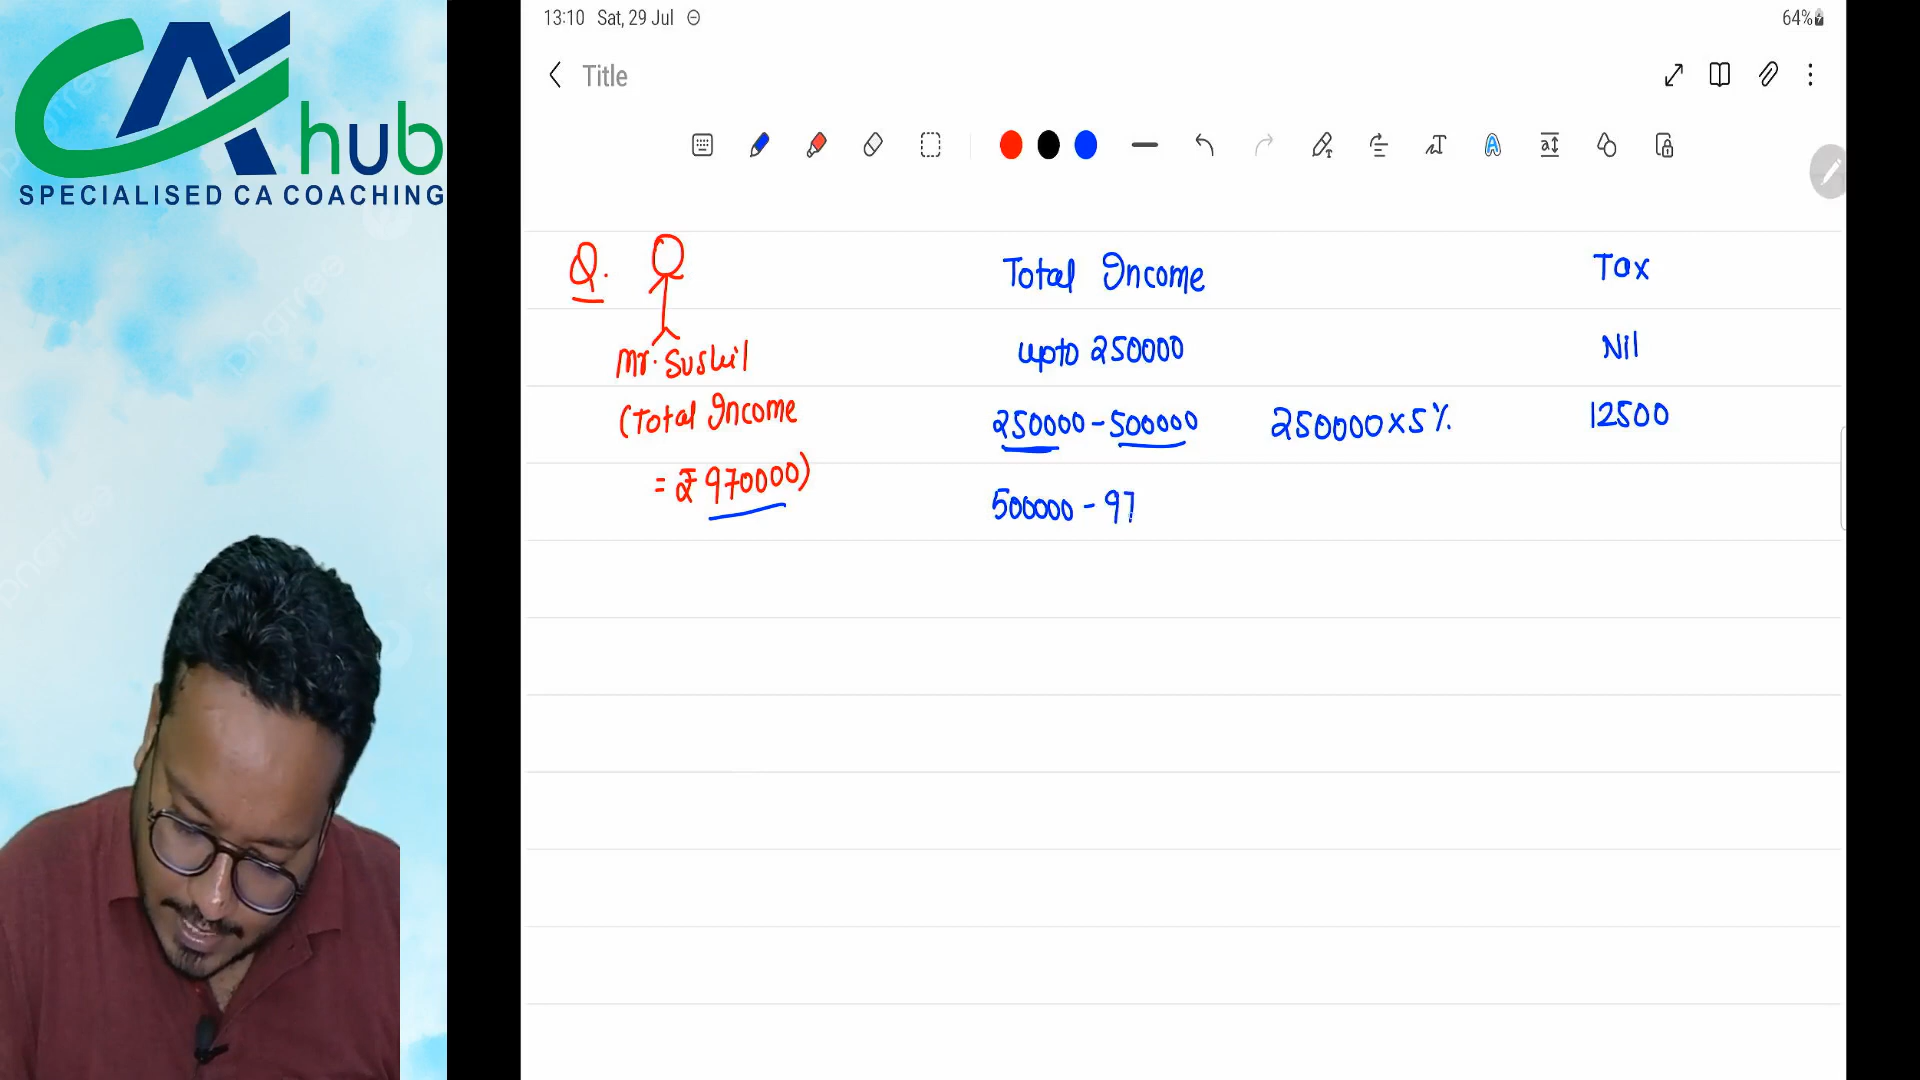 CA hub
SPECIALISED CA COACHING
13:10 Sat, 29 Jul
64%
Title
Q.
Mr. Sushil
(Total Income
= ₹ 970000)
Total Income Tax
upto 250000 Nil
250000 - 500000 250000 × 5% 12500
500000 - 97